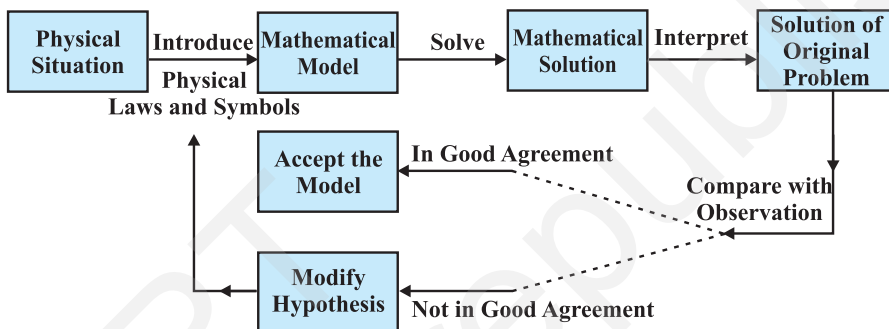 Physical
Situation
Introduce
Physical
Laws and Symbols
Mathematical
Model
Solve
Mathematical
Solution
Interpret
Solution of
Original
Problem
Compare with
Observation
In Good Agreement
Accept the
Model
Not in Good Agreement
Modify
Hypothesis